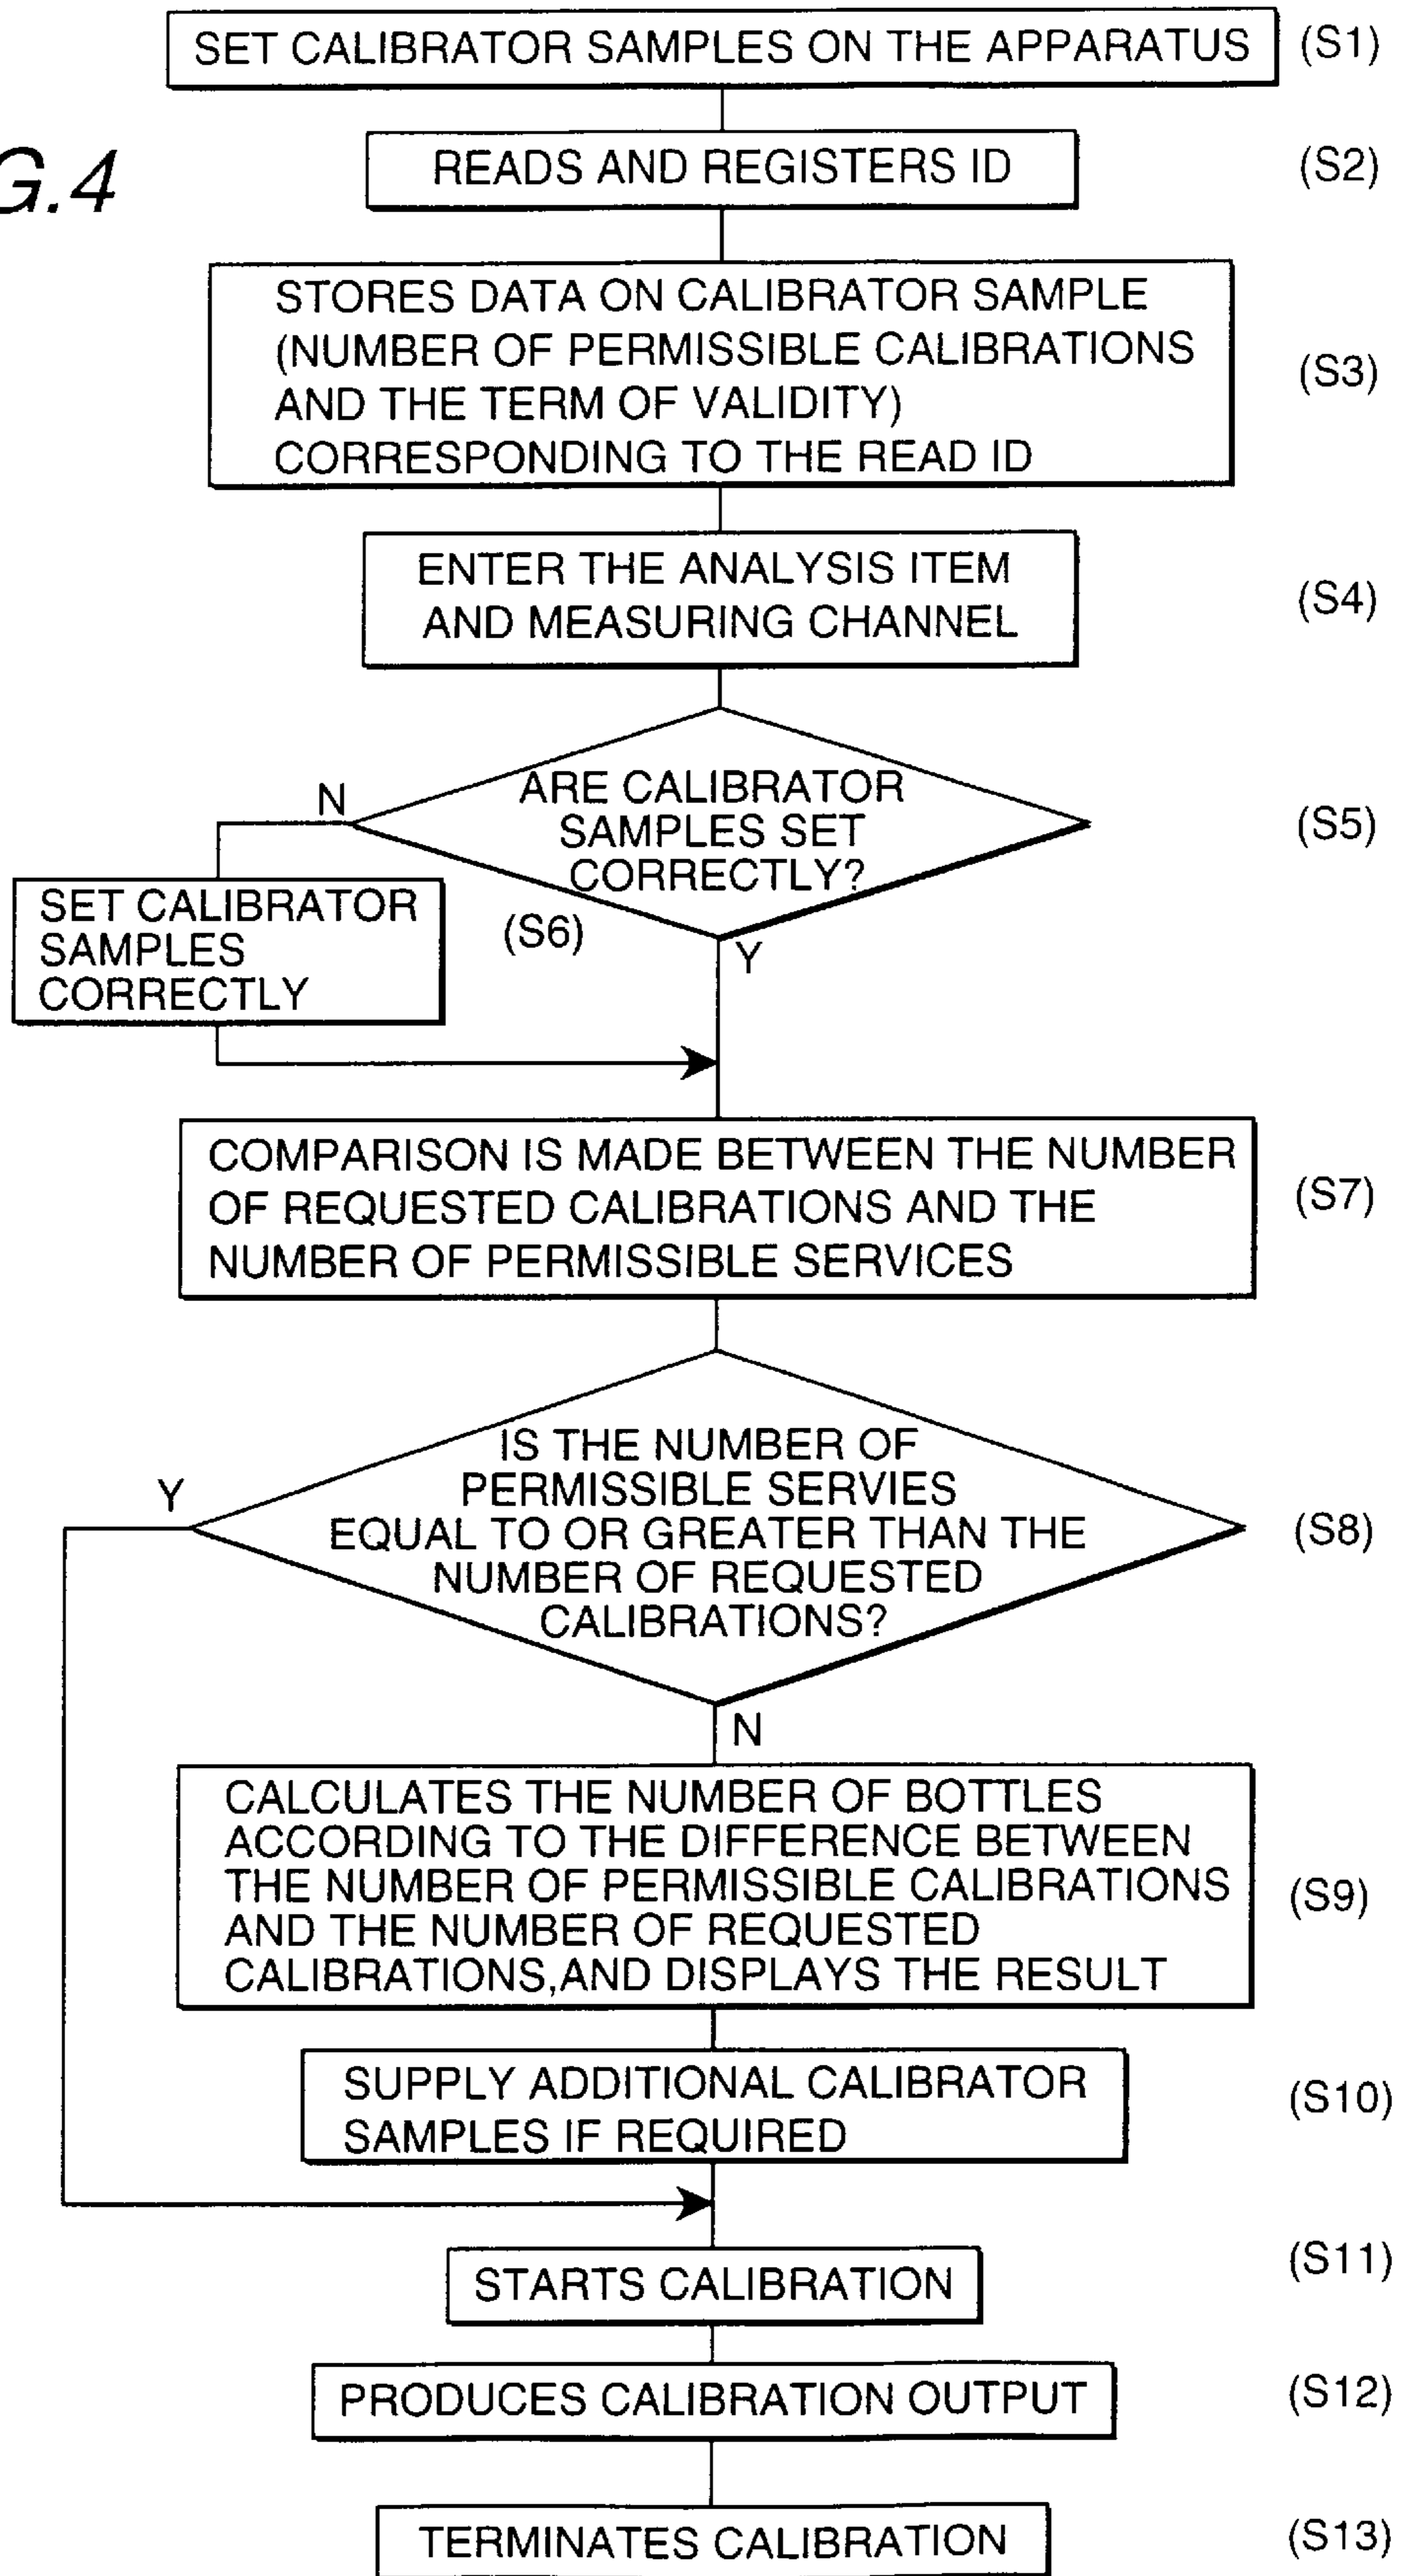 SET CALIBRATOR SAMPLES ON THE APPARATUS (S1)
G.4
READS AND REGISTERS ID (S2)
STORES DATA ON CALIBRATOR SAMPLE
(NUMBER OF PERMISSIBLE CALIBRATIONS
AND THE TERM OF VALIDITY)
CORRESPONDING TO THE READ ID
(S3)
ENTER THE ANALYSIS ITEM
AND MEASURING CHANNEL
(S4)
N
ARE CALIBRATOR
SAMPLES SET
CORRECTLY?
(S5)
SET CALIBRATOR
SAMPLES
CORRECTLY
(S6)
Y
COMPARISON IS MADE BETWEEN THE NUMBER
OF REQUESTED CALIBRATIONS AND THE
NUMBER OF PERMISSIBLE SERVICES
(S7)
Y
IS THE NUMBER OF
PERMISSIBLE SERVIES
EQUAL TO OR GREATER THAN THE
NUMBER OF REQUESTED
CALIBRATIONS?
(S8)
N
CALCULATES THE NUMBER OF BOTTLES
ACCORDING TO THE DIFFERENCE BETWEEN
THE NUMBER OF PERMISSIBLE CALIBRATIONS
AND THE NUMBER OF REQUESTED
CALIBRATIONS,AND DISPLAYS THE RESULT
(S9)
SUPPLY ADDITIONAL CALIBRATOR
SAMPLES IF REQUIRED
(S10)
STARTS CALIBRATION (S11)
PRODUCES CALIBRATION OUTPUT (S12)
TERMINATES CALIBRATION (S13)